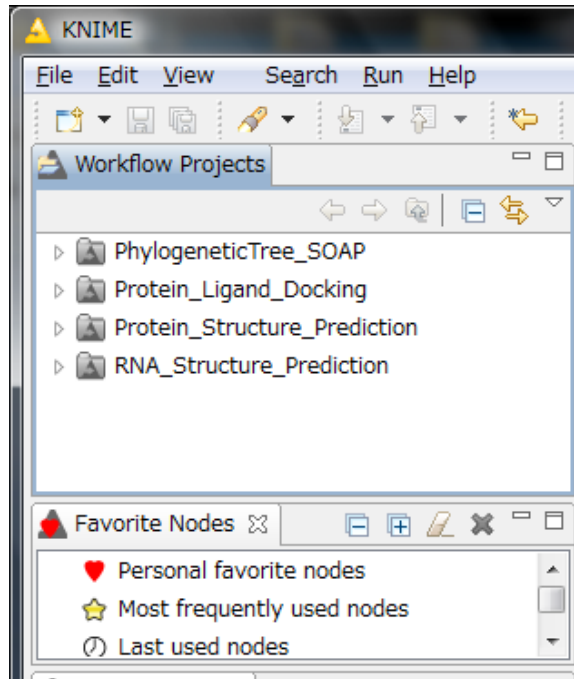 KNIME
File Edit View Search Run Help
Workflow Projects
PhylogeneticTree_SOAP
Protein_Ligand_Docking
Protein_Structure_Prediction
RNA_Structure_Prediction
Favorite Nodes
Personal favorite nodes
Most frequently used nodes
Last used nodes